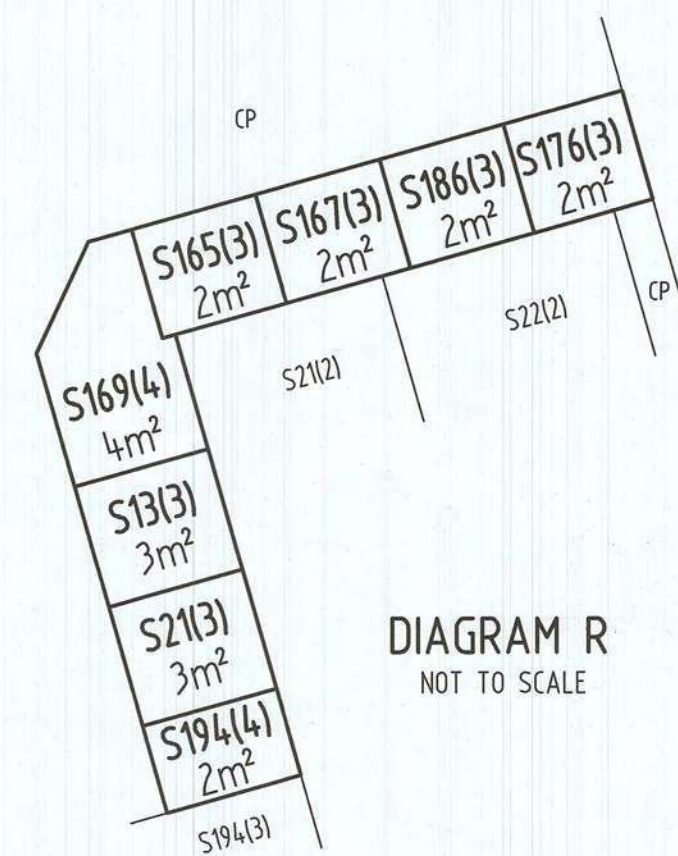 CP
S176(3)
2m²
S186(3)
2m²
S167(3)
2m²
S165(3)
2m²
CP
S22(2)
S21(2)
S169(4)
4m²
S13(3)
3m²
S21(3)
3m²
DIAGRAM R
NOT TO SCALE
S194(4)
2m²
S194(3)